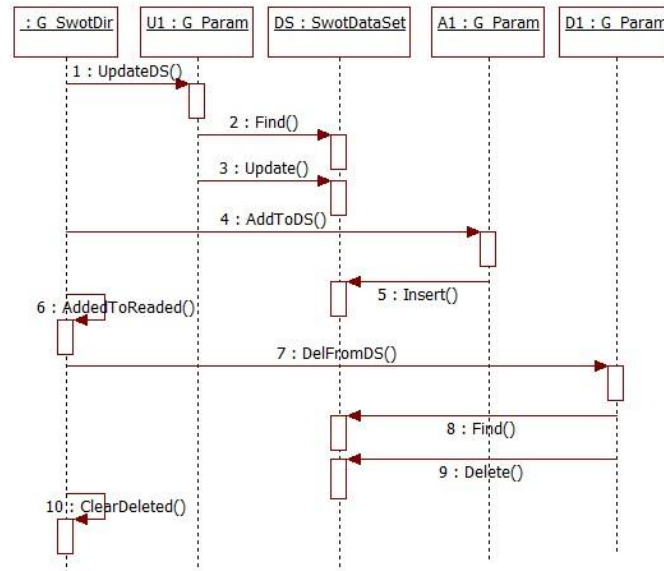 : G_SwotDir
U1 : G_Param
DS : SwotDataSet
A1 : G_Param
D1 : G_Param
1 : UpdateDS()
2 : Find()
3 : Update()
4 : AddToDS()
5 : Insert()
6 : AddedToReaded()
7 : DelFromDS()
8 : Find()
9 : Delete()
10 : ClearDeleted()